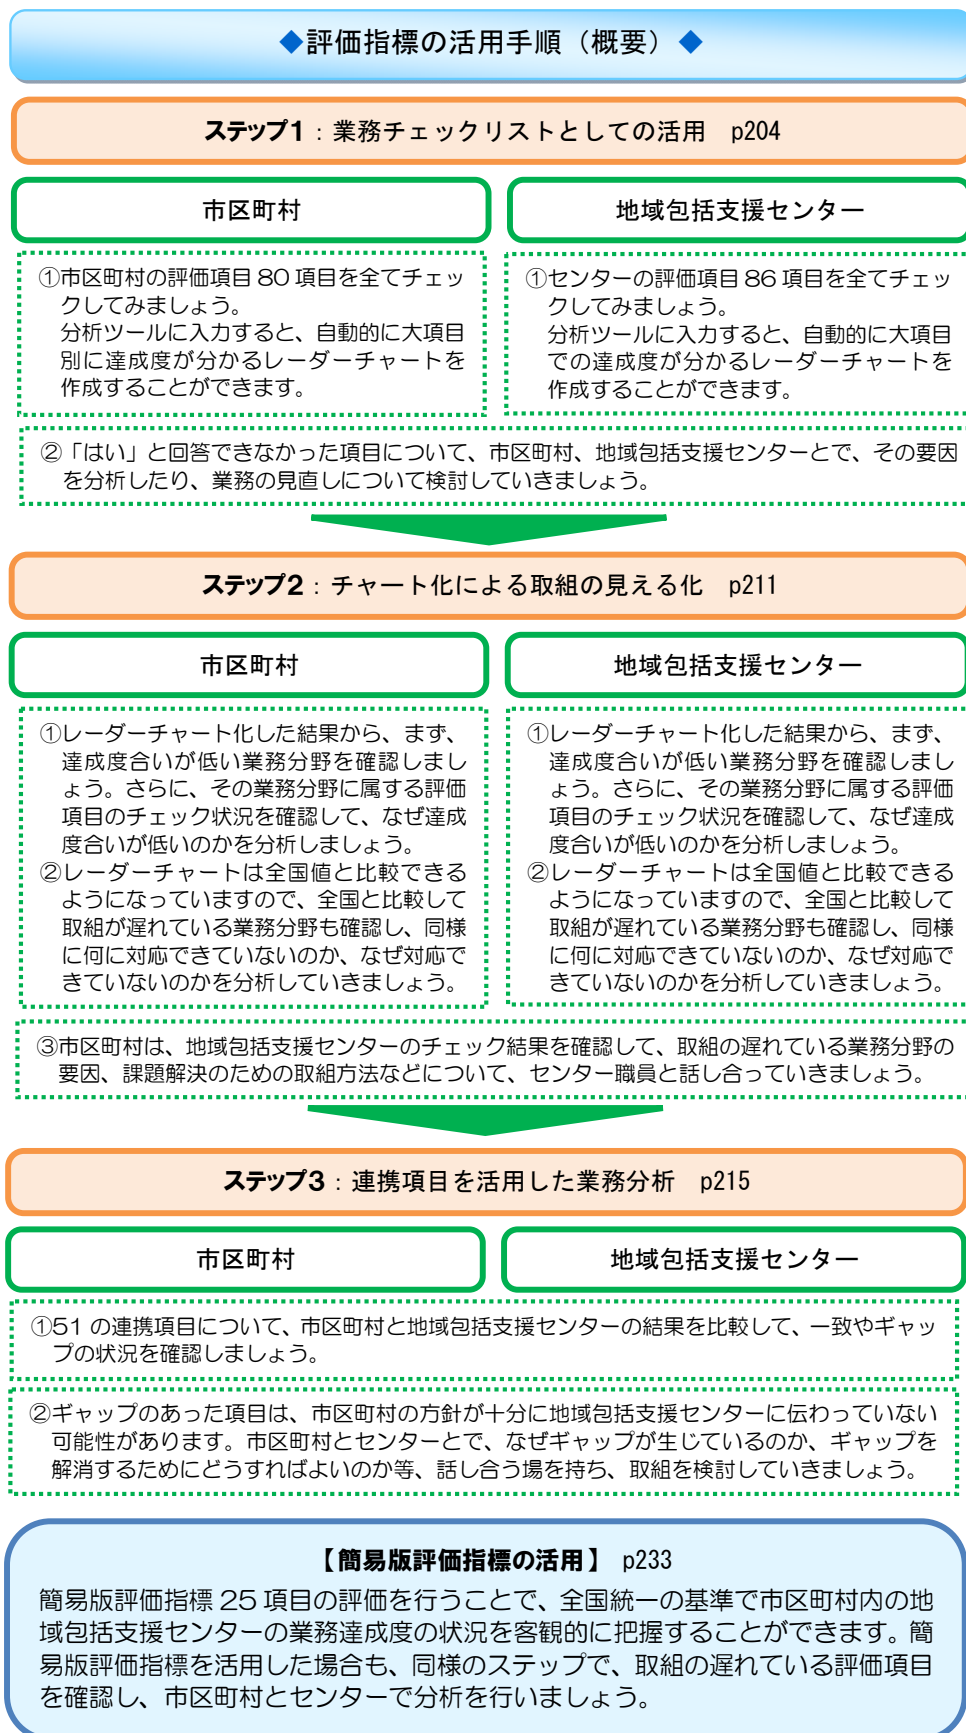 ◆評価指標の活用手順（概要）◆
ステップ1：業務チェックリストとしての活用　p204
市区町村
①市区町村の評価項目80項目を全てチェッ
クしてみましょう。
分析ツールに入力すると、自動的に大項目
別に達成度が分かるレーダーチャートを
作成することができます。
地域包括支援センター
①センターの評価項目86項目を全てチェッ
クしてみましょう。
分析ツールに入力すると、自動的に大項目
での達成度が分かるレーダーチャートを
作成することができます。
②「はい」と回答できなかった項目について、市区町村、地域包括支援センターとで、その要因
を分析したり、業務の見直しについて検討していきましょう。
ステップ2：チャート化による取組の見える化　p211
市区町村
①レーダーチャート化した結果から、まず、
達成度合いが低い業務分野を確認しまし
ょう。さらに、その業務分野に属する評価
項目のチェック状況を確認して、なぜ達成
度合いが低いのかを分析しましょう。
②レーダーチャートは全国値と比較できる
ようになっていますので、全国と比較して
取組が遅れている業務分野も確認し、同様
に何に対応できていないのか、なぜ対応で
きていないのかを分析していきましょう。
地域包括支援センター
①レーダーチャート化した結果から、まず、
達成度合いが低い業務分野を確認しまし
ょう。さらに、その業務分野に属する評価
項目のチェック状況を確認して、なぜ達成
度合いが低いのかを分析しましょう。
②レーダーチャートは全国値と比較できる
ようになっていますので、全国と比較して
取組が遅れている業務分野も確認し、同様
に何に対応できていないのか、なぜ対応で
きていないのかを分析していきましょう。
③市区町村は、地域包括支援センターのチェック結果を確認して、取組の遅れている業務分野の
要因、課題解決のための取組方法などについて、センター職員と話し合っていきましょう。
ステップ3：連携項目を活用した業務分析　p215
市区町村
地域包括支援センター
①51の連携項目について、市区町村と地域包括支援センターの結果を比較して、一致やギャッ
プの状況を確認しましょう。
②ギャップのあった項目は、市区町村の方針が十分に地域包括支援センターに伝わっていない
可能性があります。市区町村とセンターとで、なぜギャップが生じているのか、ギャップを
解消するためにどうすればよいのか等、話し合う場を持ち、取組を検討していきましょう。
【簡易版評価指標の活用】　p233
簡易版評価指標25項目の評価を行うことで、全国統一の基準で市区町村内の地
域包括支援センターの業務達成度の状況を客観的に把握することができます。簡
易版評価指標を活用した場合も、同様のステップで、取組の遅れている評価項目
を確認し、市区町村とセンターで分析を行いましょう。